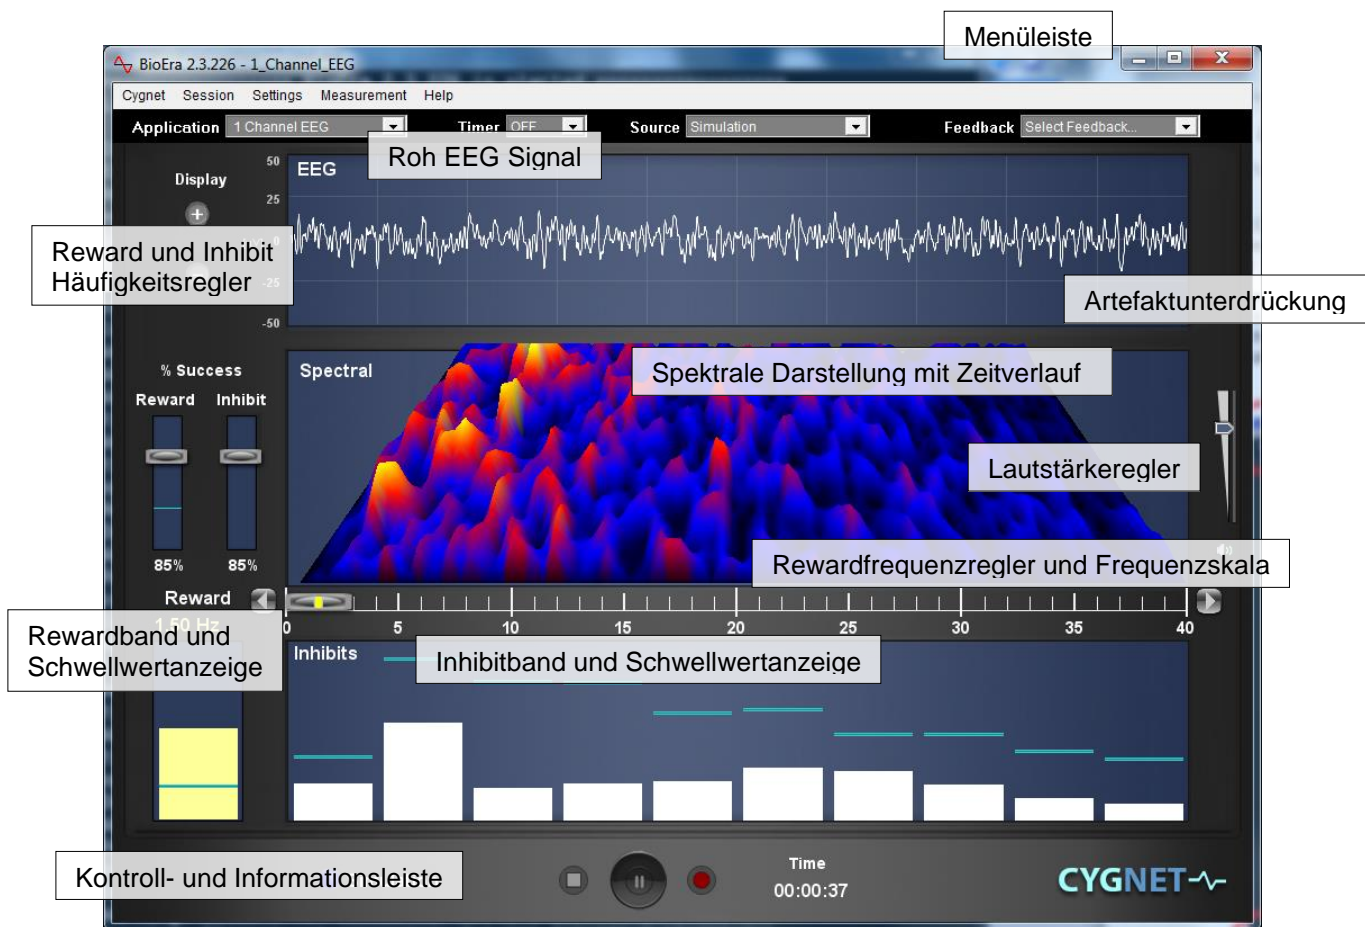 Menüleiste
BioEra 2.3.226 - 1_Channel_EEG
Cygnet Session Settings Measurement Help
Application 1 Channel EEG Timer OFF Source Simulation Feedback Select Feedback...
Roh EEG Signal
EEG
50
25
-25
-50
Display
Reward und Inhibit
Häufigkeitsregler
Artefaktunterdrückung
% Success
Reward Inhibit
85% 85%
Spectral
Spektrale Darstellung mit Zeitverlauf
Lautstärkeregler
Rewardfrequenzregler und Frequenzskala
Reward
1.50 Hz
0 5 10 15 20 25 30 35 40
Rewardband und
Schwellwertanzeige
Inhibits
Inhibitband und Schwellwertanzeige
Kontroll- und Informationsleiste
Time
00:00:37
CYGNET